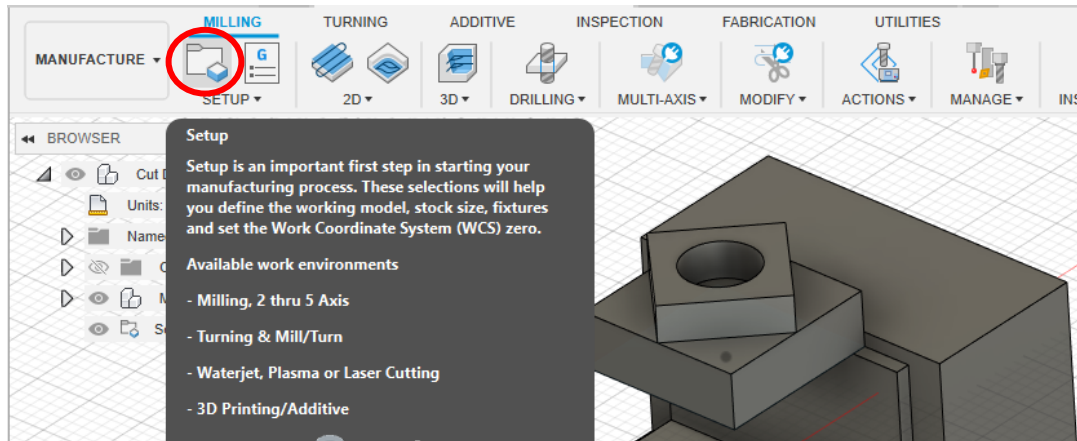 MILLING TURNING ADDITIVE INSPECTION FABRICATION UTILITIES
MANUFACTURE
G
SETUP 2D 3D DRILLING MULTI-AXIS MODIFY ACTIONS MANAGE
BROWSER
Setup
Setup is an important first step in starting your
manufacturing process. These selections will help
you define the working model, stock size, fixtures
and set the Work Coordinate System (WCS) zero.
Available work environments
- Milling, 2 thru 5 Axis
- Turning & Mill/Turn
- Waterjet, Plasma or Laser Cutting
- 3D Printing/Additive
Cut
Units: